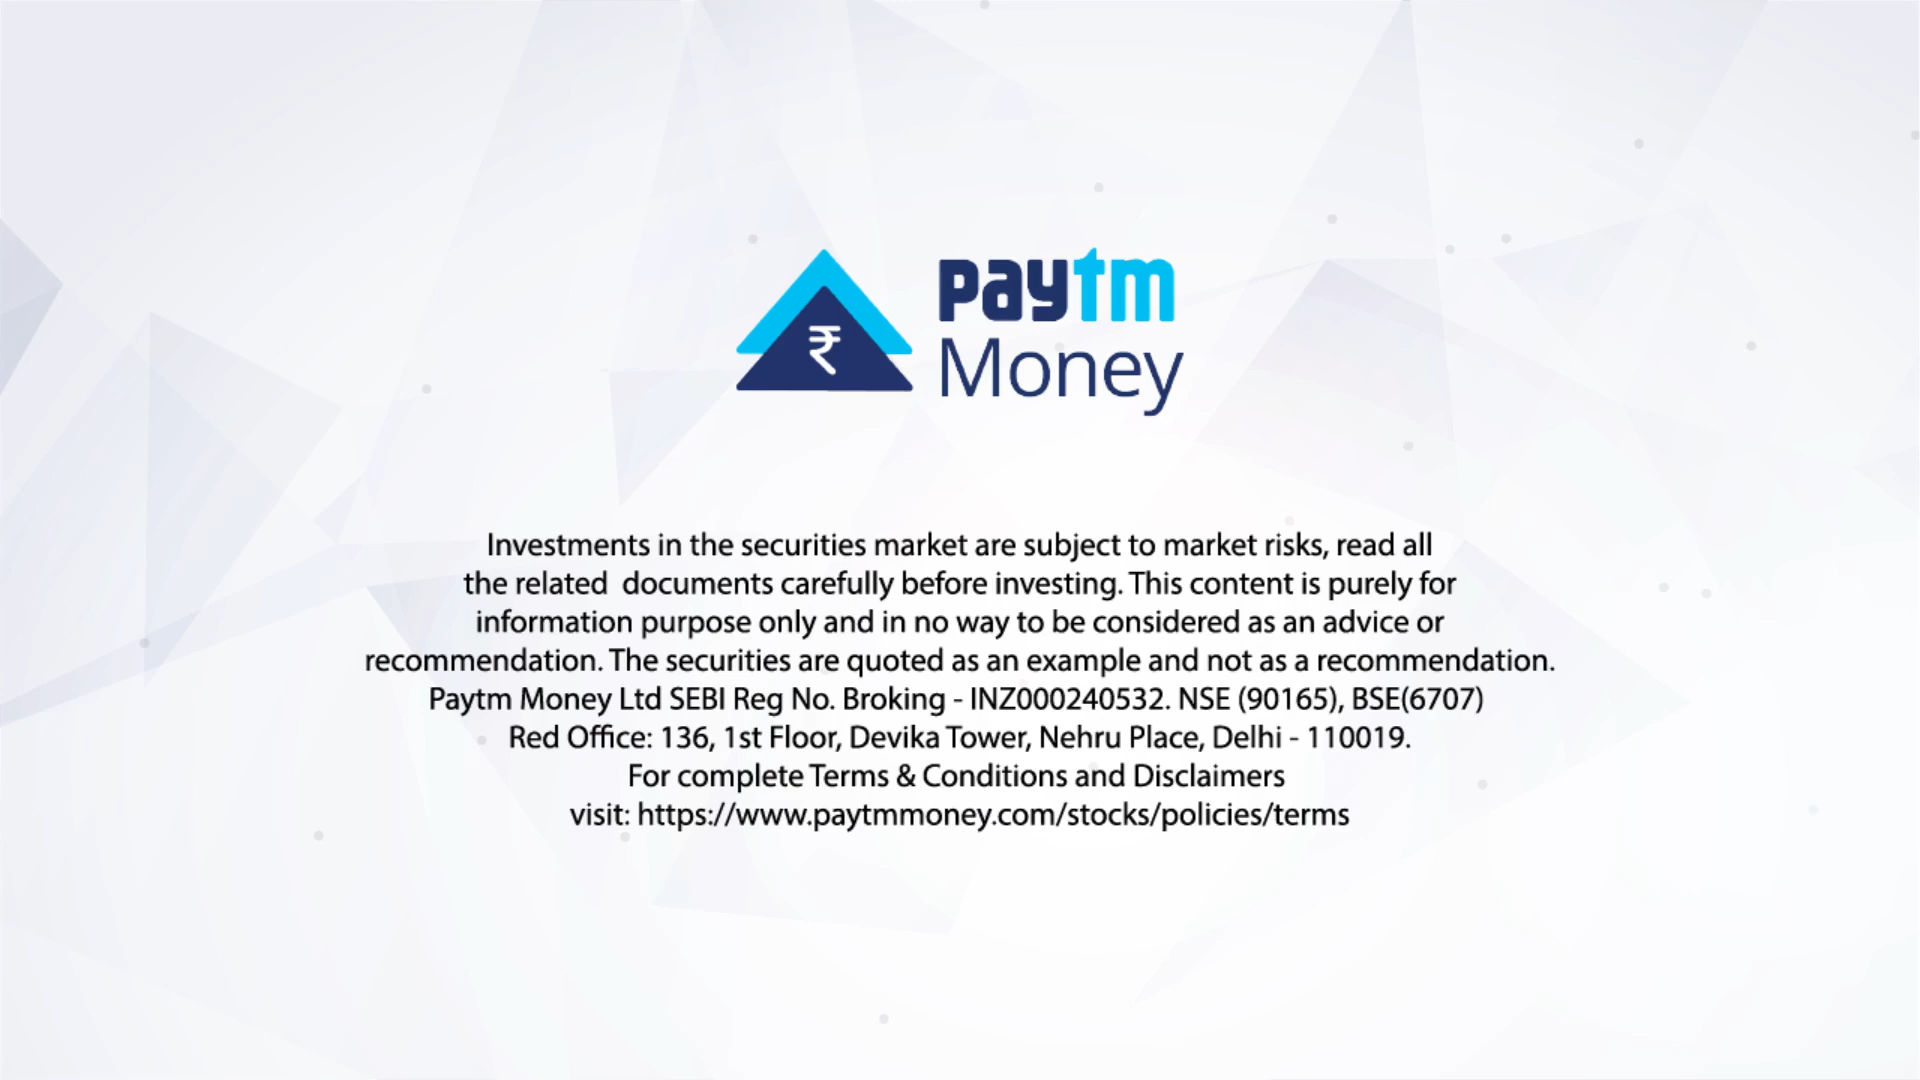 ₹
paytm
Money
Investments in the securities market are subject to market risks, read all
the related  documents carefully before investing. This content is purely for
information purpose only and in no way to be considered as an advice or
recommendation. The securities are quoted as an example and not as a recommendation.
Paytm Money Ltd SEBI Reg No. Broking - INZ000240532. NSE (90165), BSE(6707)
Red Office: 136, 1st Floor, Devika Tower, Nehru Place, Delhi - 110019.
For complete Terms & Conditions and Disclaimers
visit: https://www.paytmmoney.com/stocks/policies/terms